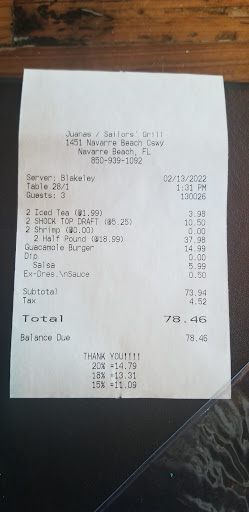 Juanas / Sailors' Grill
1451 Navarre Beach Cswy
Navarre Beach, FL
850-939-1092
Server: Blakeley 02/13/2022
Table 28/1 1:31 PM
Guests: 3 130026
2 Iced Tea (@1.99) 3.98
2 SHOCK TOP DRAFT (@5.25) 10.50
2 Shrimp (@0.00) 0.00
2 Half Pound (@18.99) 37.98
Guacamole Burger 14.99
Dip 0.00
Salsa 5.99
Ex-Dres.\nSauce 0.50
Subtotal 73.94
Tax 4.52
Total 78.46
Balance Due 78.46
THANK YOU!!!!
20% =14.79
18% =13.31
15% =11.09